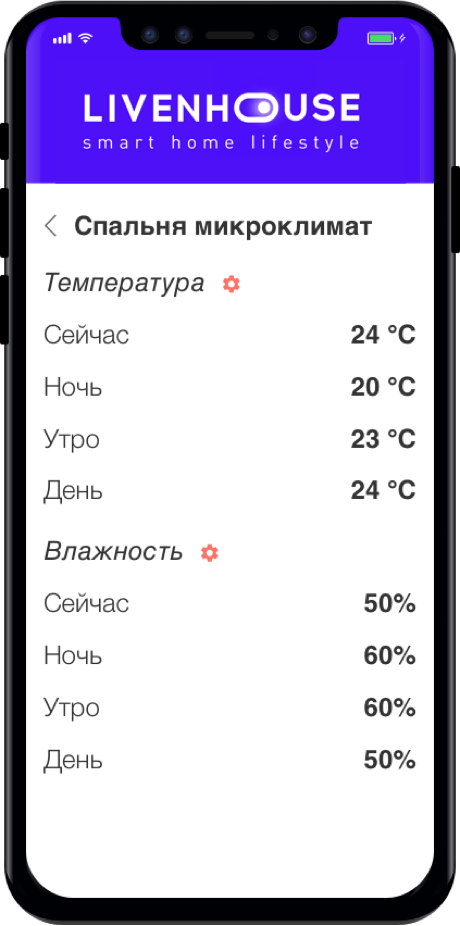 LIVENHOUSE
smart home lifestyle
Спальня микроклимат
Температура
Сейчас 24 °C
Ночь 20 °C
Утро 23 °C
День 24 °C
Влажность
Сейчас 50%
Ночь 60%
Утро 60%
День 50%